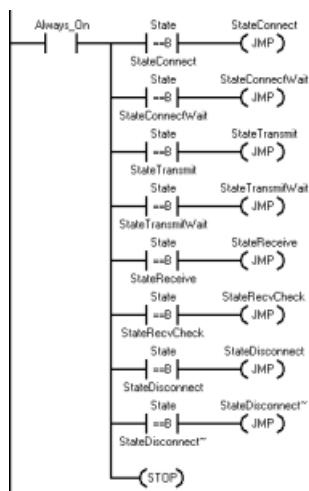 Always_On State StateConnect
==B JMP
StateConnect
State StateConnectWait
==B JMP
StateConnectWait
State StateTransmit
==B JMP
StateTransmit
State StateTransmitWait
==B JMP
StateTransmitWait
State StateReceive
==B JMP
StateReceive
State StateRecvCheck
==B JMP
StateRecvCheck
State StateDisconnect
==B JMP
StateDisconnect
State StateDisconnect~
==B JMP
StateDisconnect~
STOP